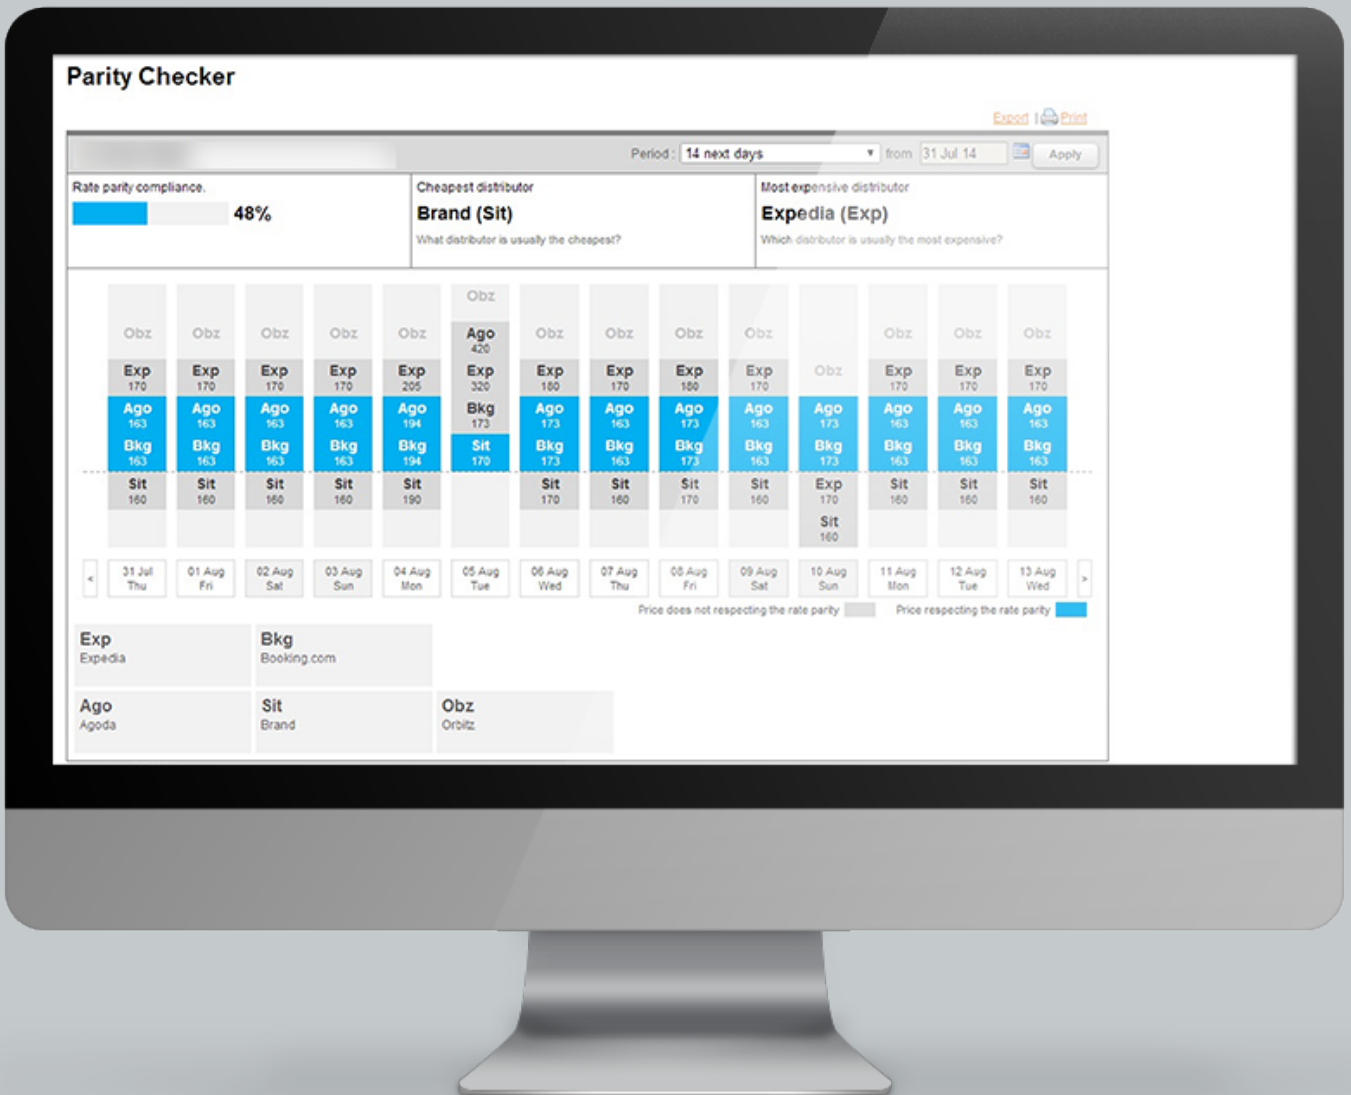 Parity Checker
Export | Print
Period : 14 next days from 31 Jul 14 Apply
Rate parity compliance.
48%
Cheapest distributor
Brand (Sit)
What distributor is usually the cheapest?
Most expensive distributor
Expedia (Exp)
Which distributor is usually the most expensive?
Obz
Obz Obz Obz Obz Obz Ago Obz Obz Obz Obz Obz Obz Obz
420
Exp Exp Exp Exp Exp Exp Exp Exp Exp Exp Obz Exp Exp Exp
170 170 170 170 205 320 180 170 180 170 170 170 170
Ago Ago Ago Ago Ago Bkg Ago Ago Ago Ago Ago Ago Ago Ago
163 163 163 163 194 173 173 163 173 163 173 163 163 163
Bkg Bkg Bkg Bkg Bkg Sit Bkg Bkg Bkg Bkg Bkg Bkg Bkg Bkg
163 163 163 163 194 170 173 163 173 163 173 163 163 163
Sit Sit Sit Sit Sit Sit Sit Sit Sit Exp Sit Sit Sit
160 160 160 160 190 170 160 170 160 170 160 160 160
Sit
160
< 31 Jul 01 Aug 02 Aug 03 Aug 04 Aug 05 Aug 06 Aug 07 Aug 08 Aug 09 Aug 10 Aug 11 Aug 12 Aug 13 Aug >
Thu Fri Sat Sun Mon Tue Wed Thu Fri Sat Sun Mon Tue Wed
Price does not respecting the rate parity Price respecting the rate parity
Exp
Expedia
Bkg
Booking.com
Ago
Agoda
Sit
Brand
Obz
Orbitz